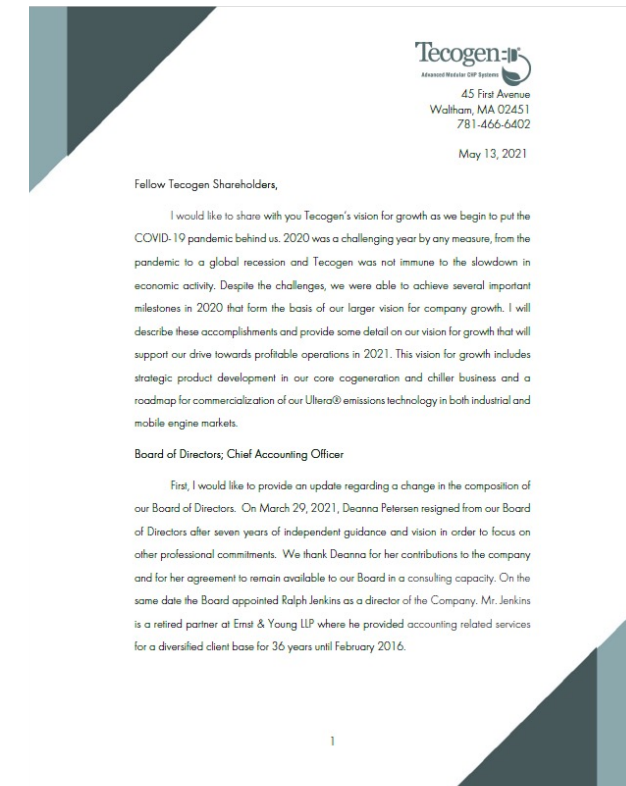 Tecogen
Advanced Modular CHP Systems
45 First Avenue
Waltham, MA 02451
781-466-6402
May 13, 2021
Fellow Tecogen Shareholders,
I would like to share with you Tecogen's vision for growth as we begin to put the
COVID-19 pandemic behind us. 2020 was a challenging year by any measure, from the
pandemic to a global recession and Tecogen was not immune to the slowdown in
economic activity. Despite the challenges, we were able to achieve several important
milestones in 2020 that form the basis of our larger vision for company growth. I will
describe these accomplishments and provide some detail on our vision for growth that will
support our drive towards profitable operations in 2021. This vision for growth includes
strategic product development in our core cogeneration and chiller business and a
roadmap for commercialization of our Ultera® emissions technology in both industrial and
mobile engine markets.
Board of Directors; Chief Accounting Officer
First, I would like to provide an update regarding a change in the composition of
our Board of Directors. On March 29, 2021, Deanna Petersen resigned from our Board
of Directors after seven years of independent guidance and vision in order to focus on
other professional commitments. We thank Deanna for her contributions to the company
and for her agreement to remain available to our Board in a consulting capacity. On the
same date the Board appointed Ralph Jenkins as a director of the Company. Mr. Jenkins
is a retired partner at Ernst & Young LLP where he provided accounting related services
for a diversified client base for 36 years until February 2016.
1